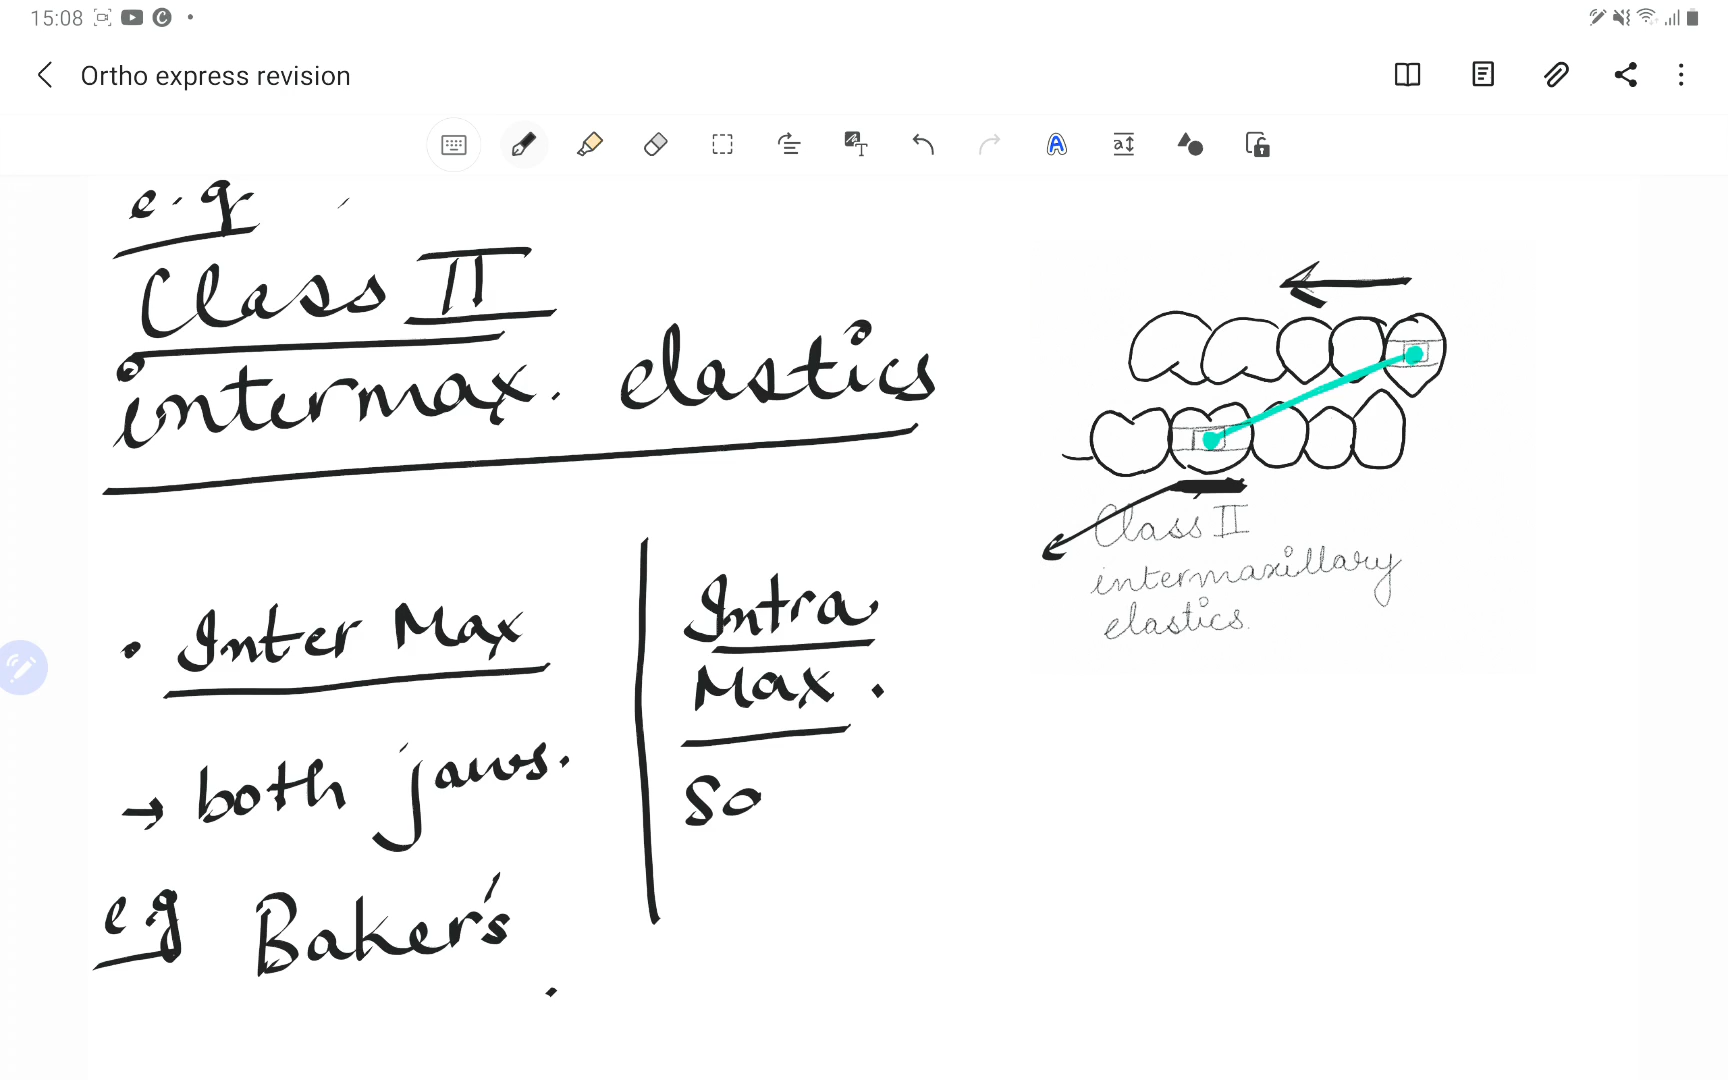 15:08
Ortho express revision
e.g
Class II
intermax. elastics
• Inter Max
→ both jaws.
eg Baker's
Intra
Max.
So
Class II
intermaxillary
elastics.